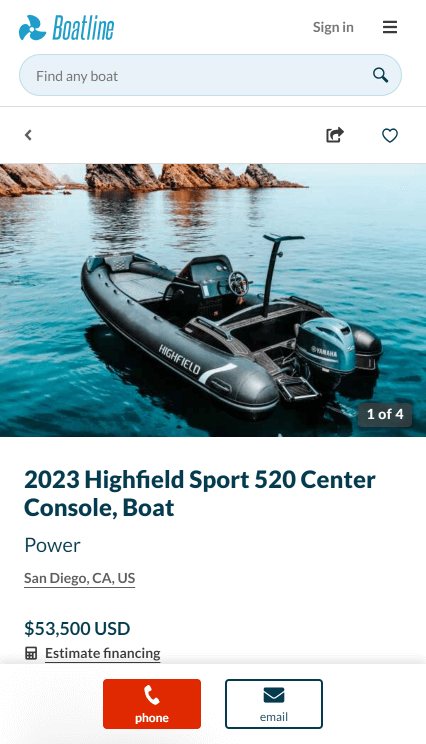 Boatline
Sign in
Find any boat
HIGHFIELD
YAMAHA
1 of 4
2023 Highfield Sport 520 Center
Console, Boat
Power
San Diego, CA, US
$53,500 USD
Estimate financing
phone
email